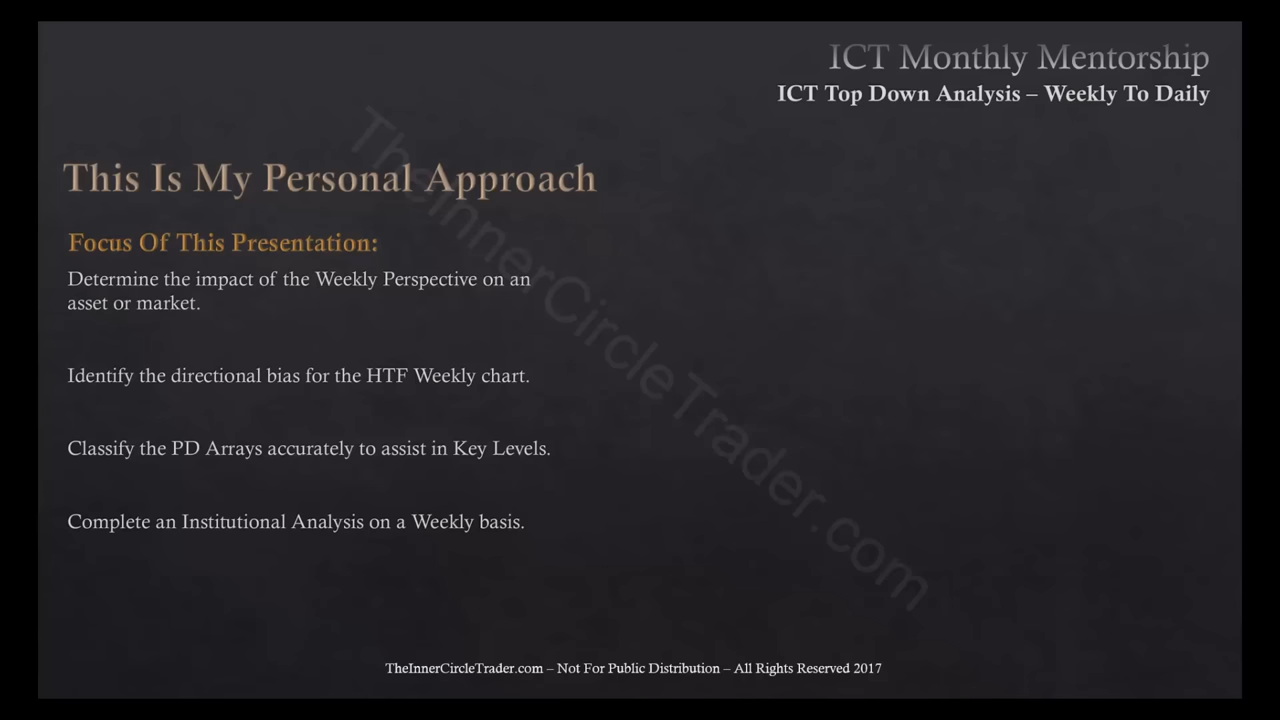 ICT Monthly Mentorship
ICT Top Down Analysis – Weekly To Daily
This Is My Personal Approach
Focus Of This Presentation:
Determine the impact of the Weekly Perspective on an
asset or market.
Identify the directional bias for the HTF Weekly chart.
Classify the PD Arrays accurately to assist in Key Levels.
Complete an Institutional Analysis on a Weekly basis.
TheInnerCircleTrader.com
TheInnerCircleTrader.com – Not For Public Distribution – All Rights Reserved 2017